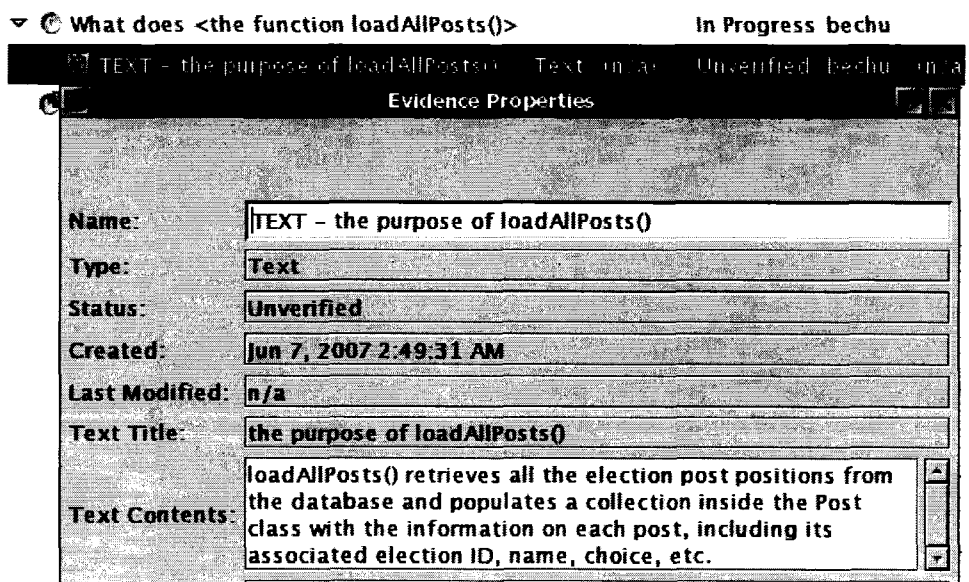 What does <the function loadAllPosts()> In Progress bechu
TEXT – the purpose of loadAllPosts() Text (n/a) Unverified bechu (n/a
Evidence Properties
Name: TEXT – the purpose of loadAllPosts()
Type: Text
Status: Unverified
Created: Jun 7, 2007 2:49:31 AM
Last Modified: n/a
Text Title: the purpose of loadAllPosts()
Text Contents: loadAllPosts() retrieves all the election post positions from
the database and populates a collection inside the Post
class with the information on each post, including its
associated election ID, name, choice, etc.